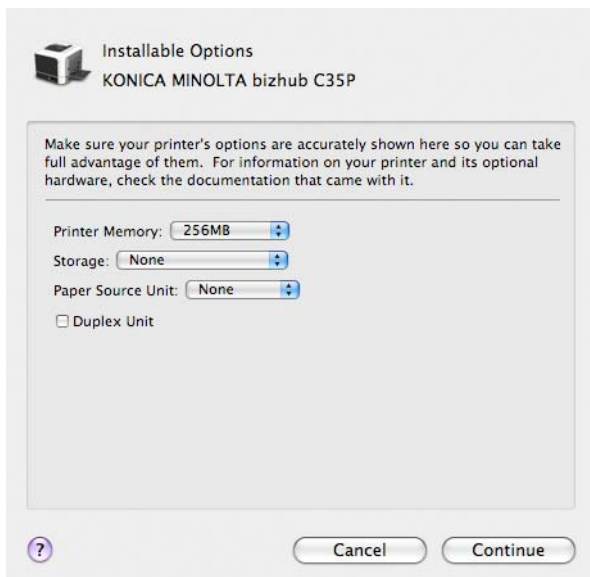 Installable Options
KONICA MINOLTA bizhub C35P
Make sure your printer's options are accurately shown here so you can take
full advantage of them. For information on your printer and its optional
hardware, check the documentation that came with it.
Printer Memory: 256MB
Storage: None
Paper Source Unit: None
Duplex Unit
? Cancel Continue